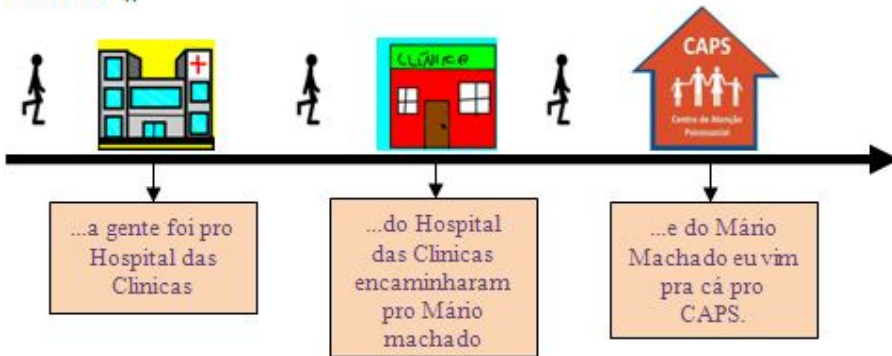 CLÍNICA
CAPS
Centro de Atenção
Psicossocial
...a gente foi pro
Hospital das
Clinicas
...do Hospital
das Clinicas
encaminharam
pro Mário
machado
...e do Mário
Machado eu vim
pra cá pro
CAPS.